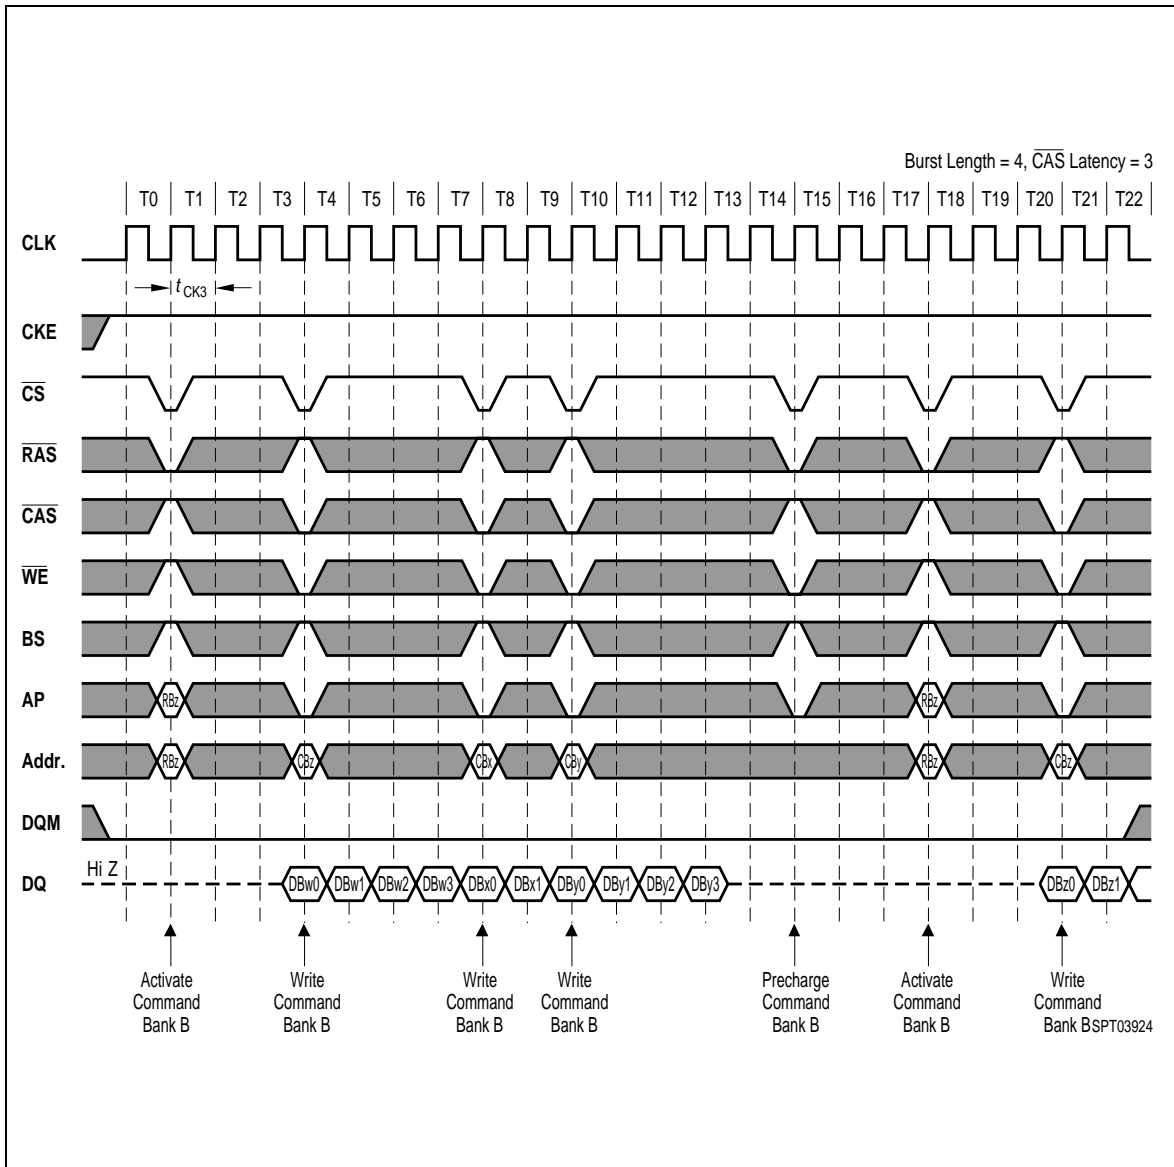 Burst Length = 4, CAS Latency = 3
T0 T1 T2 T3 T4 T5 T6 T7 T8 T9 T10 T11 T12 T13 T14 T15 T16 T17 T18 T19 T20 T21 T22
CLK
t CK3
CKE
CS
RAS
CAS
WE
BS
AP RBz RBz
Addr. RBz CBz CBx CBy RBz CBz
DQM
Hi Z
DQ DBw0 DBw1 DBw2 DBw3 DBx0 DBx1 DBy0 DBy1 DBy2 DBy3 DBz0 DBz1
Activate Write Write Write Precharge Activate Write
Command Command Command Command Command Command Command
Bank B Bank B Bank B Bank B Bank B Bank B Bank B SPT03924